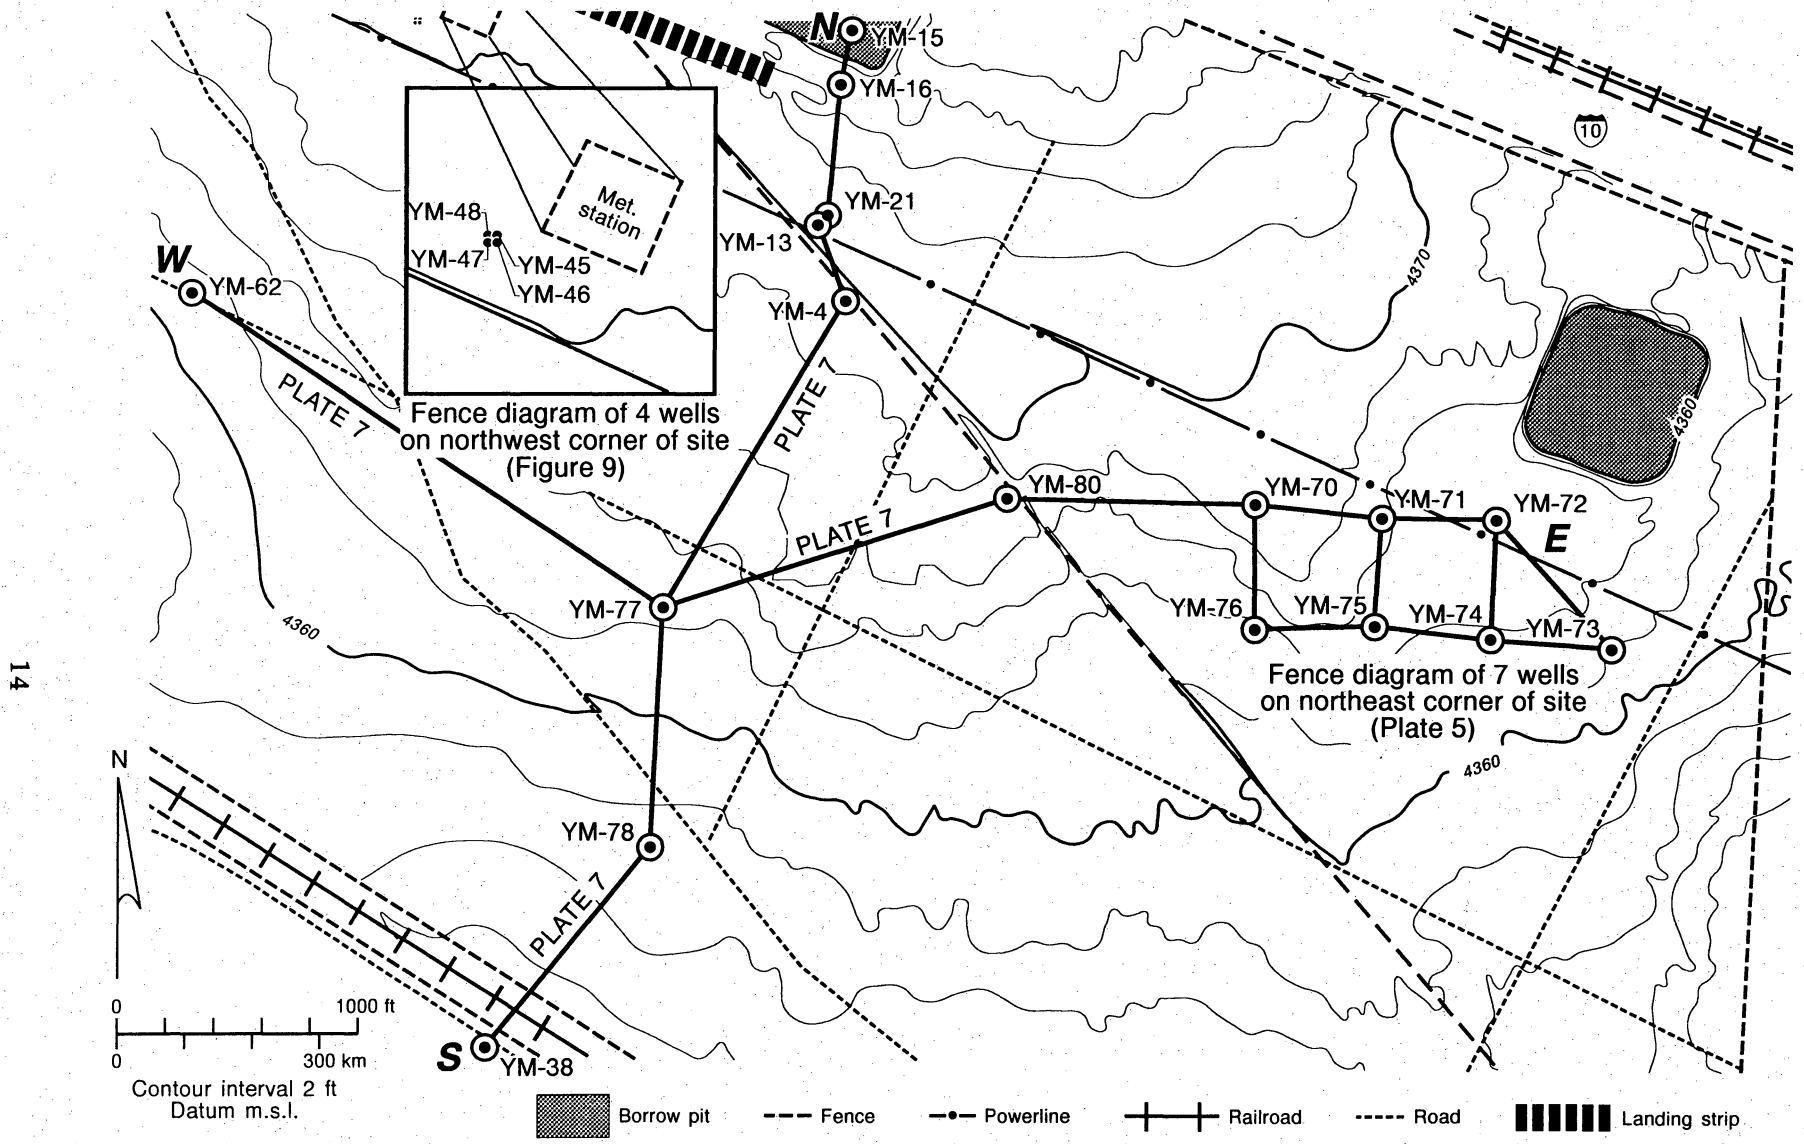 N
YM-15
YM-16
10
YM-21
YM-13
Met.
station
YM-48
YM-47
YM-45
YM-46
W
YM-62
4370
YM-4
PLATE 7
PLATE 7
Fence diagram of 4 wells
on northwest corner of site
(Figure 9)
4360
YM-80
YM-70
YM-71
YM-72
E
PLATE 7
YM-77
YM-76
YM-75
YM-74
YM-73
4360
Fence diagram of 7 wells
on northeast corner of site
(Plate 5)
4360
14
N
YM-78
PLATE 7
S
YM-38
0 1000 ft
0 300 km
Contour interval 2 ft
Datum m.s.l.
Borrow pit
Fence
Powerline
Railroad
Road
Landing strip